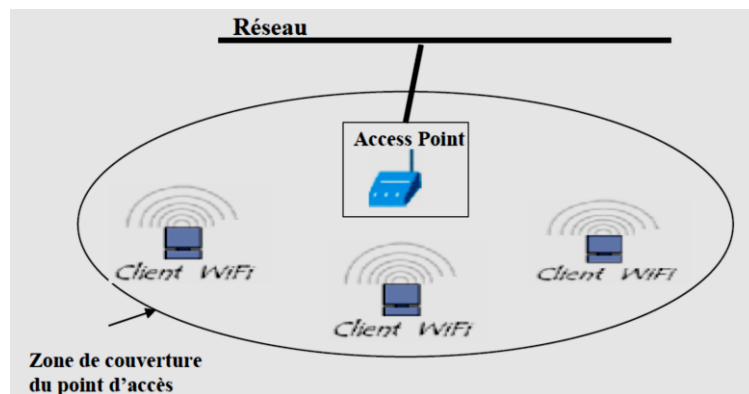 Réseau
Access Point
Client WiFi
Client WiFi
Client WiFi
Zone de couverture
du point d'accès